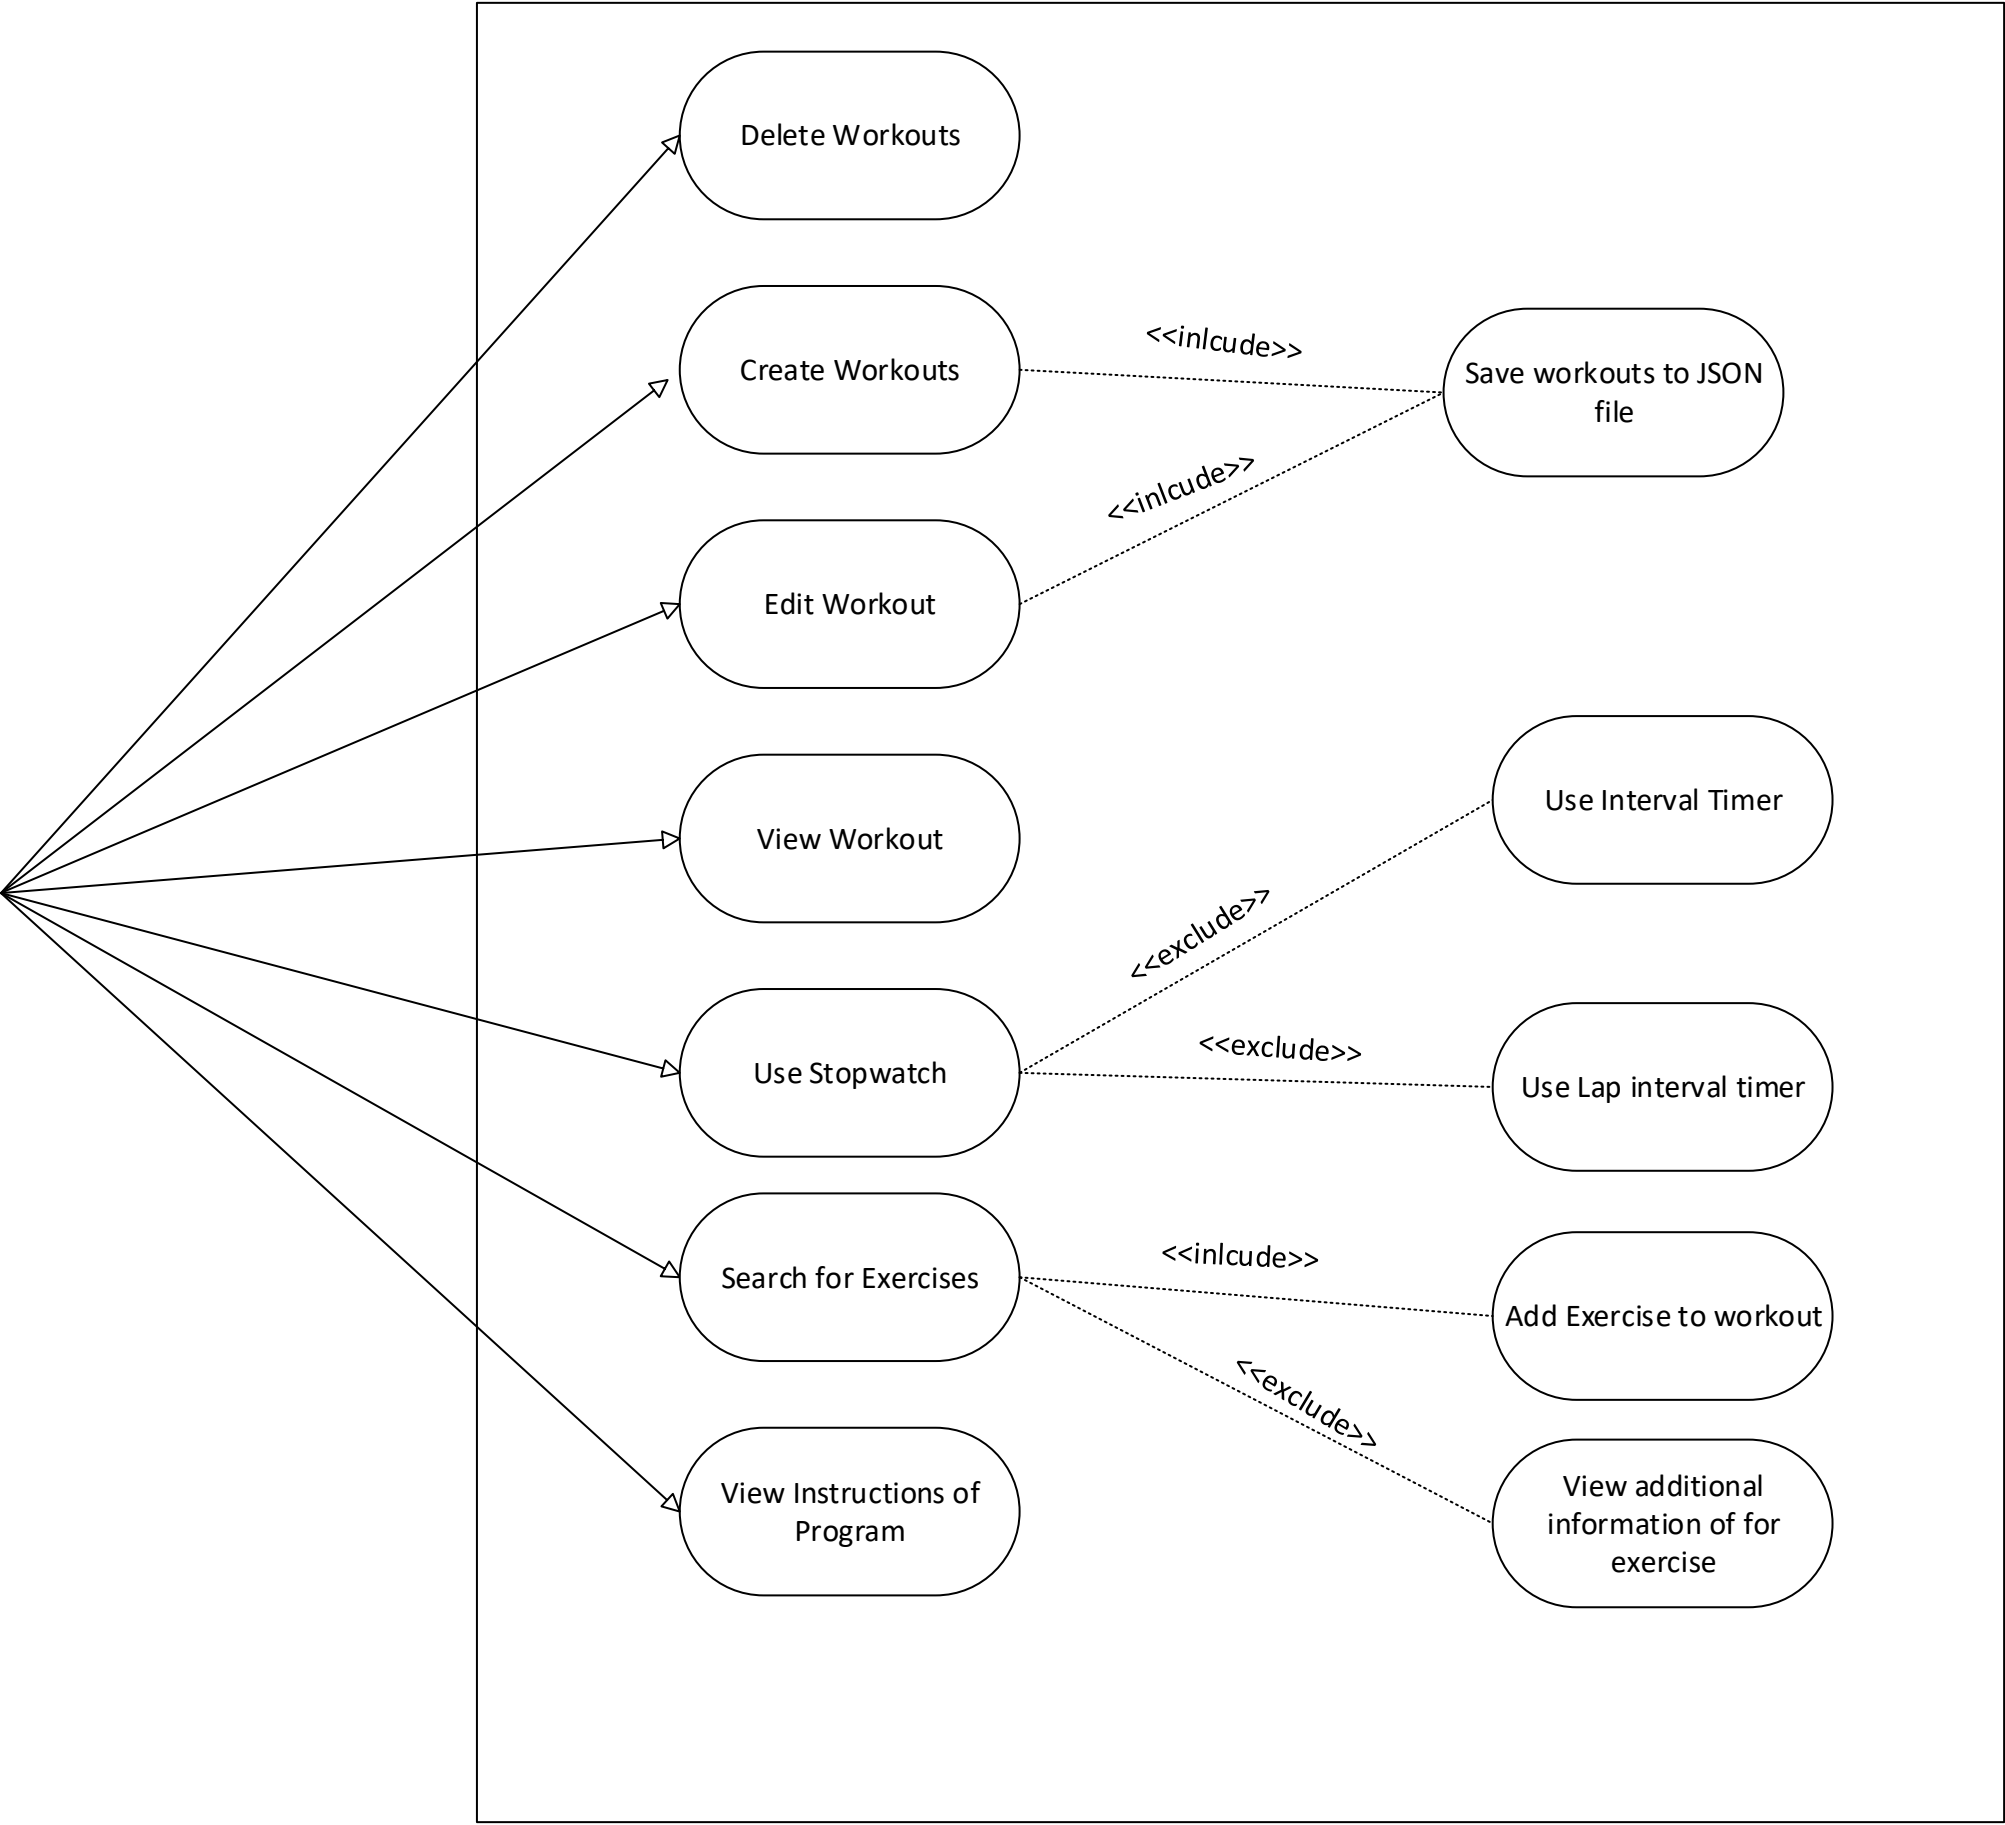 Delete Workouts
Create Workouts
<<inlcude>>
Save workouts to JSON
file
<<inlcude>>
Edit Workout
View Workout
Use Interval Timer
<<exclude>>
Use Stopwatch
<<exclude>>
Use Lap interval timer
Search for Exercises
<<inlcude>>
Add Exercise to workout
<<exclude>>
View Instructions of
Program
View additional
information of for
exercise